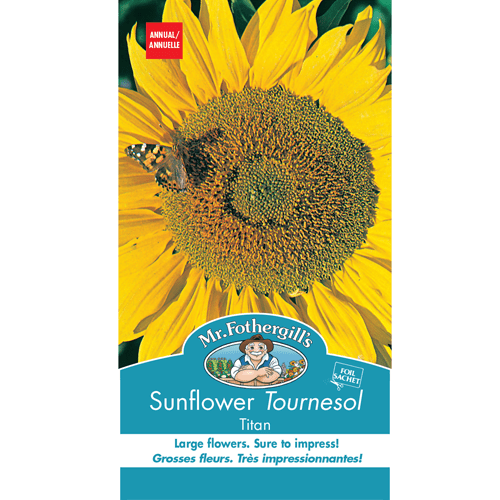 ANNUAL/
ANNUELLE
Mr.Fothergill's
FOIL
SACHET
Sunflower Tournesol
Titan
Large flowers. Sure to impress!
Grosses fleurs. Très impressionnantes!